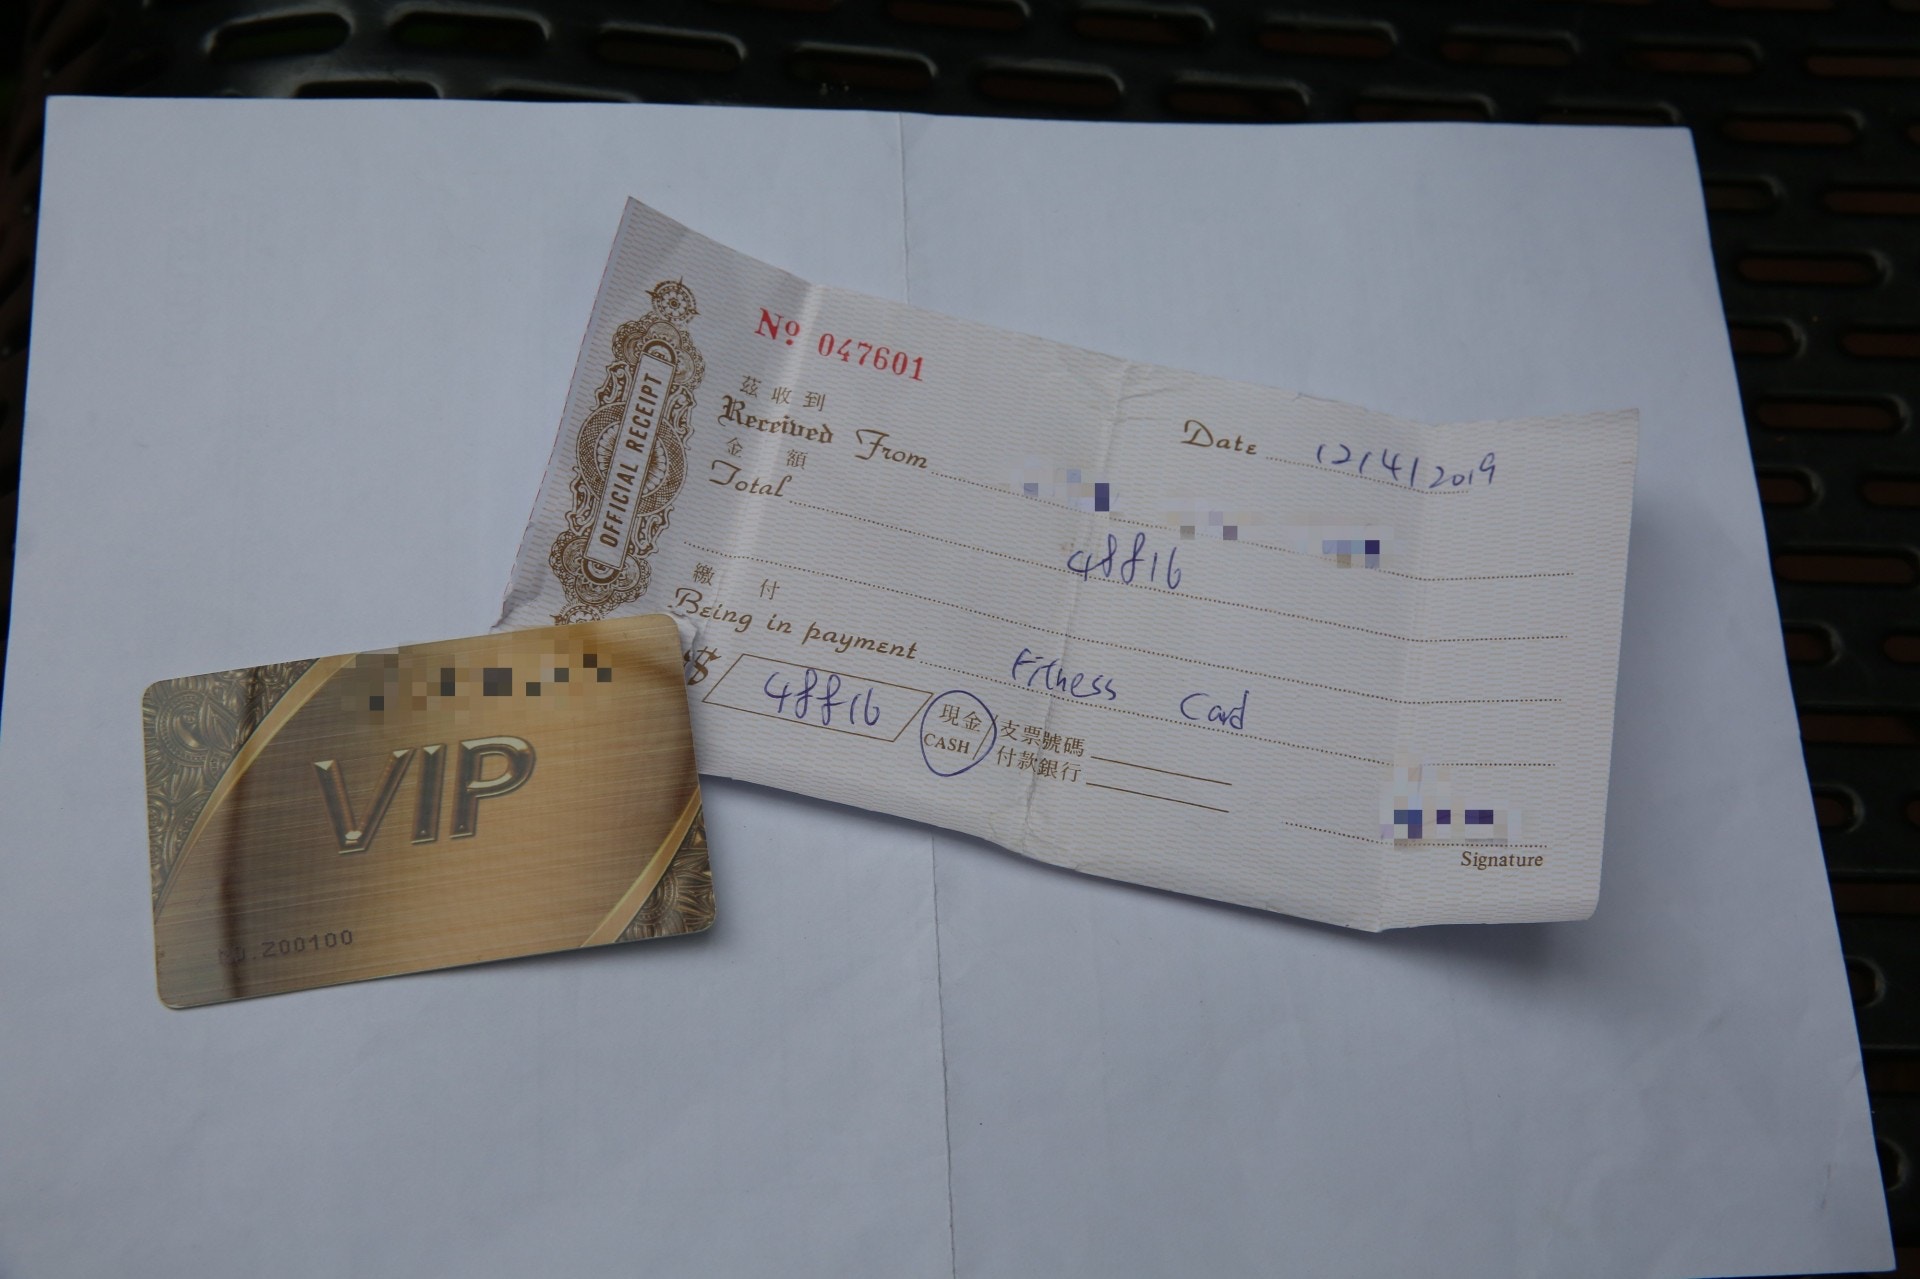 OFFICIAL RECEIPT
Nº 047601
茲收到
Received From
Date 12/4/2019
金額
Total 48816
繳付
Being in payment Fitness Card
$ 48816
現金/支票號碼
CASH/付款銀行
Signature
VIP
NO.Z00100